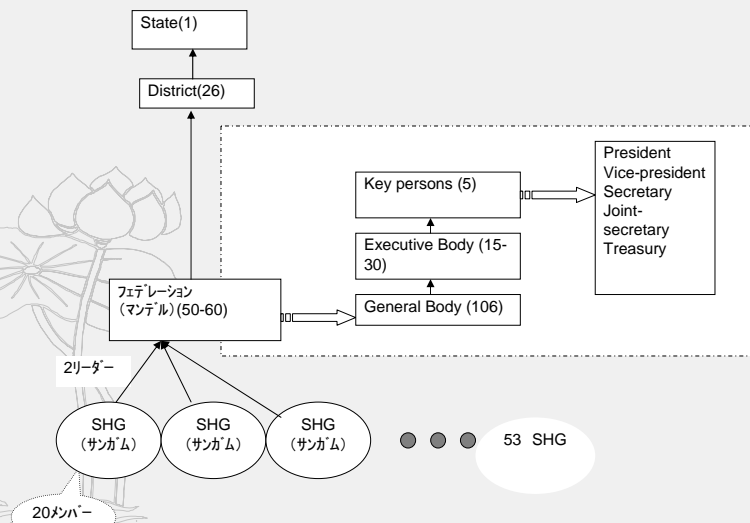 State(1)
District(26)
President
Vice-president
Secretary
Joint-
secretary
Treasury
Key persons (5)
Executive Body (15-
30)
General Body (106)
ﾌｪﾃﾞﾚｰｼｮﾝ
(ﾏﾝﾃﾞﾙ)(50-60)
2ﾘｰﾀﾞｰ
SHG
(ｻﾝｶﾞﾑ)
SHG
(ｻﾝｶﾞﾑ)
SHG
(ｻﾝｶﾞﾑ)
53 SHG
20ﾒﾝﾊﾞｰ